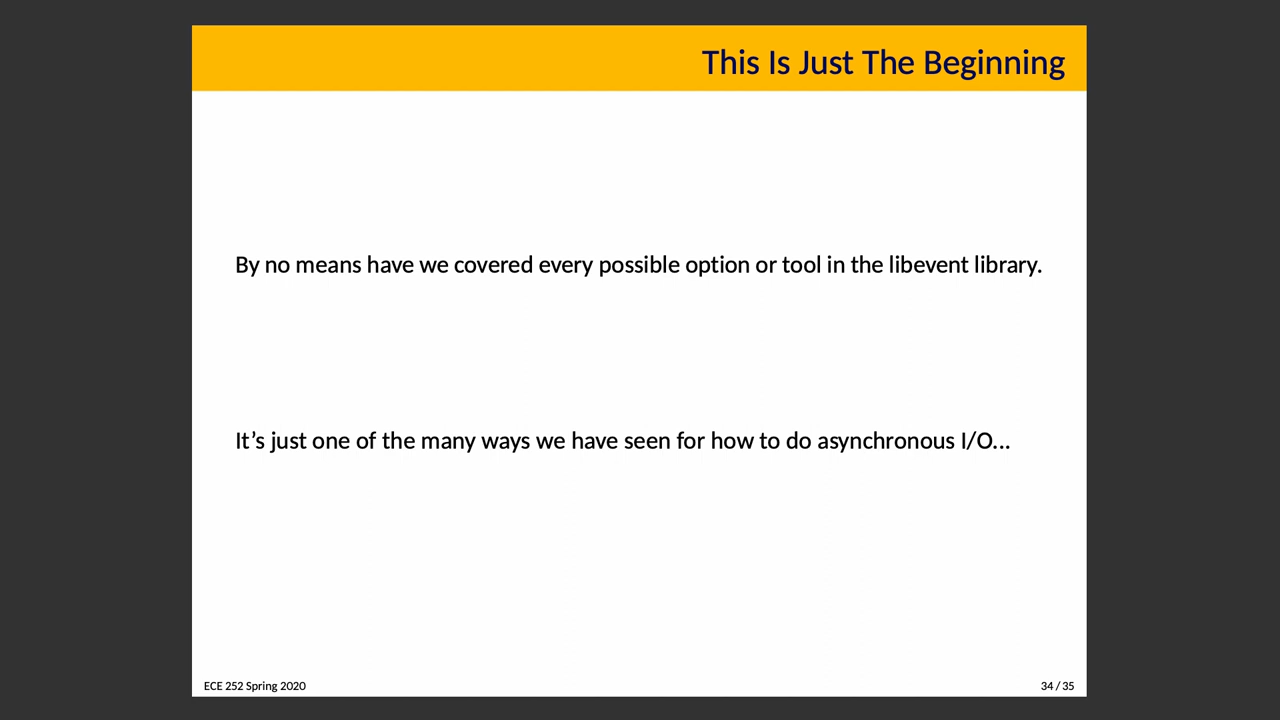 This Is Just The Beginning
By no means have we covered every possible option or tool in the libevent library.
It’s just one of the many ways we have seen for how to do asynchronous I/O...
ECE 252 Spring 2020
34 / 35